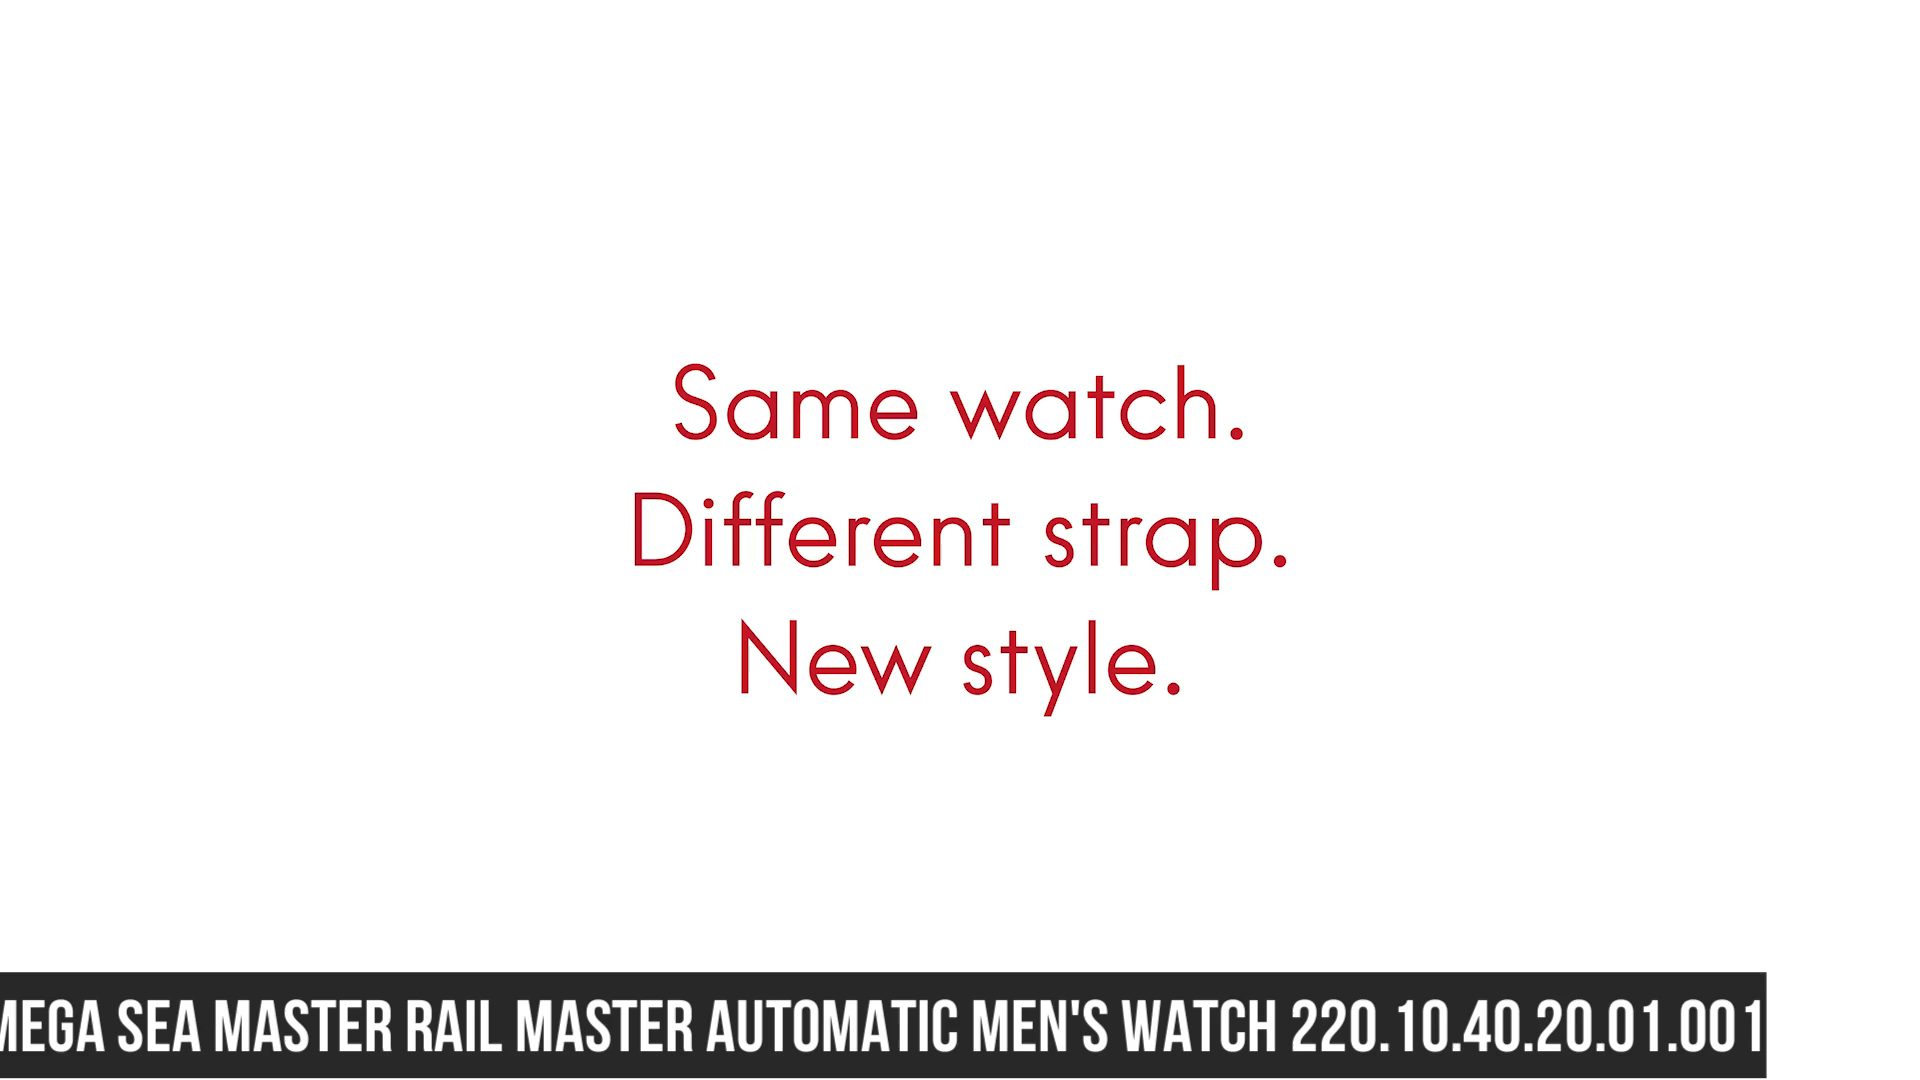 Same watch.
Different strap.
New style.
MEGA SEA MASTER RAIL MASTER AUTOMATIC MEN'S WATCH 220.10.40.20.01.001